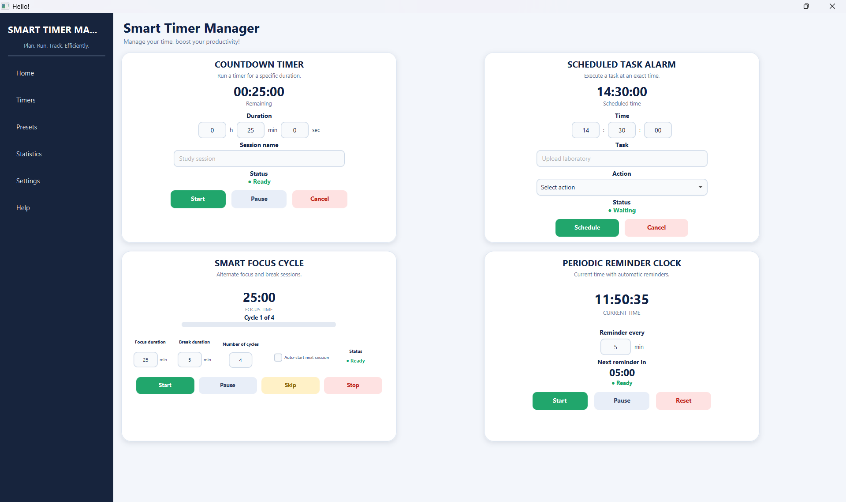 Hello!
SMART TIMER MA...
Plan. Run. Track. Efficiently.
Home
Timers
Presets
Statistics
Settings
Help
Smart Timer Manager
Manage your time, boost your productivity!
COUNTDOWN TIMER
Run a timer for a specific duration.
00:25:00
Remaining
Duration
0 h 25 min 0 sec
Session name
Study session
Status
● Ready
Start Pause Cancel
SCHEDULED TASK ALARM
Execute a task at an exact time.
14:30:00
Scheduled time
Time
14 : 30 : 00
Task
Upload laboratory
Action
Select action
Status
● Waiting
Schedule Cancel
SMART FOCUS CYCLE
Alternate focus and break sessions.
25:00
FOCUS TIME
Cycle 1 of 4
Focus duration Break duration Number of cycles Status
25 min 5 min 4 Auto-start next session ● Ready
Start Pause Skip Stop
PERIODIC REMINDER CLOCK
Current time with automatic reminders.
11:50:35
CURRENT TIME
Reminder every
5 min
Next reminder in
05:00
● Ready
Start Pause Reset